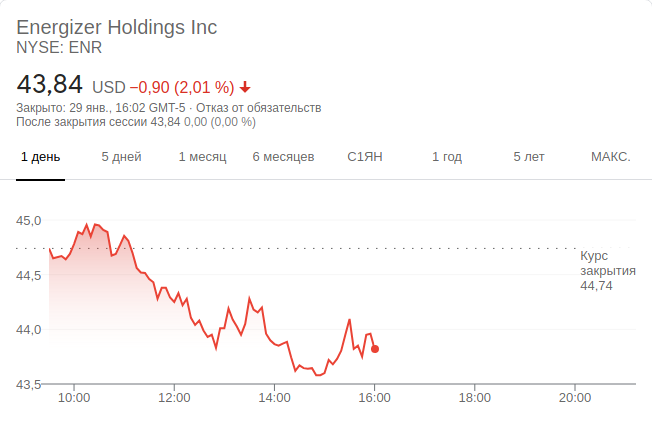 Energizer Holdings Inc
NYSE: ENR
43,84 USD −0,90 (2,01 %)
Закрыто: 29 янв., 16:02 GMT-5 · Отказ от обязательств
После закрытия сессии 43,84 0,00 (0,00 %)
1 день 5 дней 1 месяц 6 месяцев С1ЯН 1 год 5 лет МАКС.
45,0
44,5
44,0
43,5
Курс
закрытия
44,74
10:00 12:00 14:00 16:00 18:00 20:00